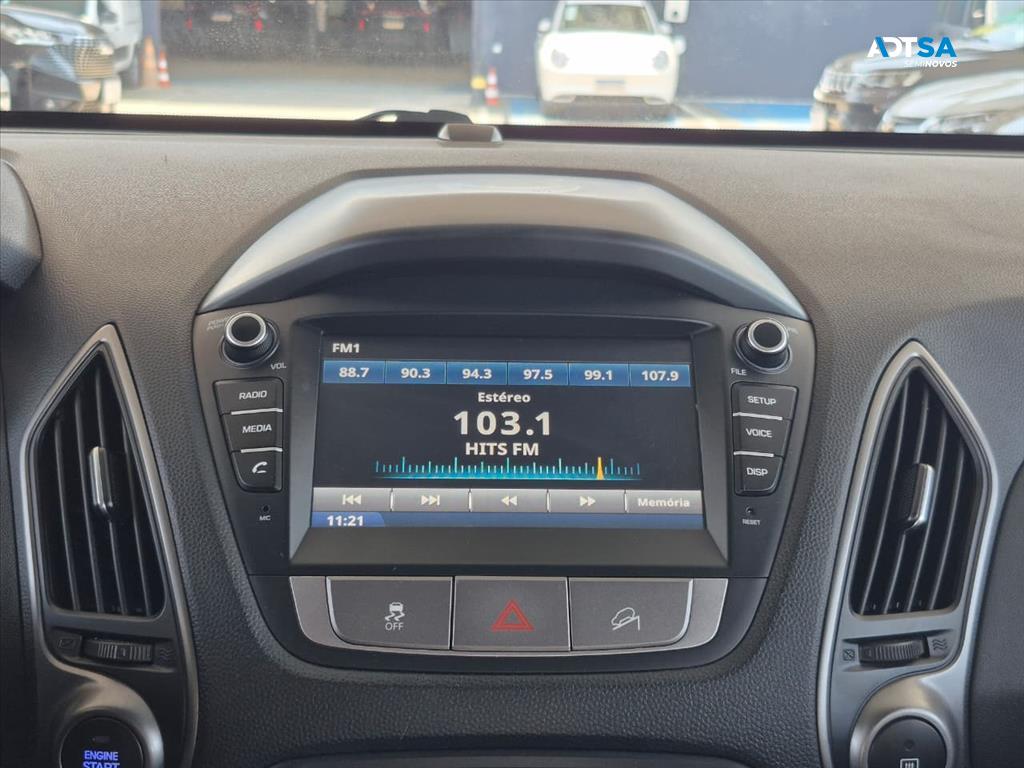 ADTSA
SEMINOVOS
VOL
FILE
FM1
88.7 90.3 94.3 97.5 99.1 107.9
Estéreo
103.1
HITS FM
Memória
11:21
RADIO
MEDIA
MIC
SETUP
VOICE
DISP
RESET
OFF
ENGINE
START